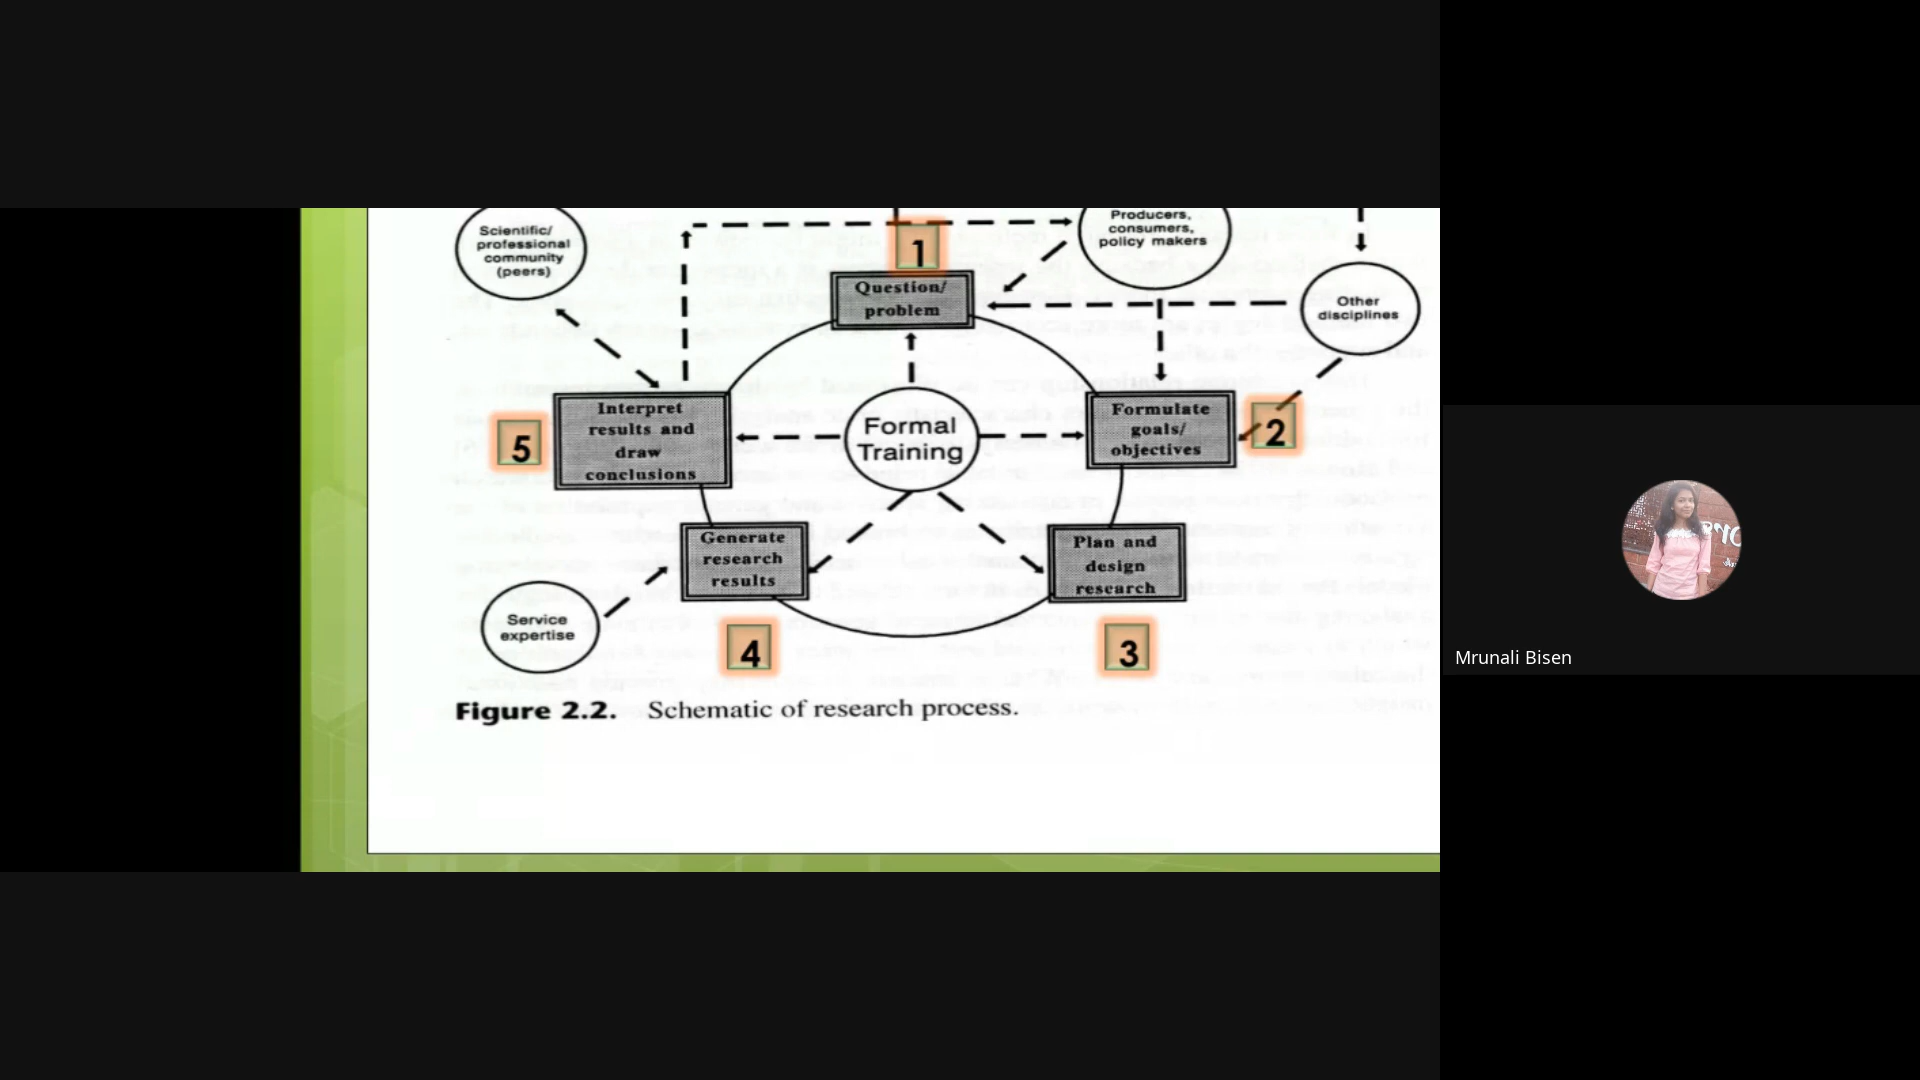 Scientific/
professional
community
(peers)
Producers,
consumers,
policy makers
1
Question/
problem
Other
disciplines
Interpret
results and
draw
conclusions
5
Formal
Training
Formulate
goals/
objectives
2
Generate
research
results
Plan and
design
research
Service
expertise
4
3
Figure 2.2. Schematic of research process.
Mrunali Bisen